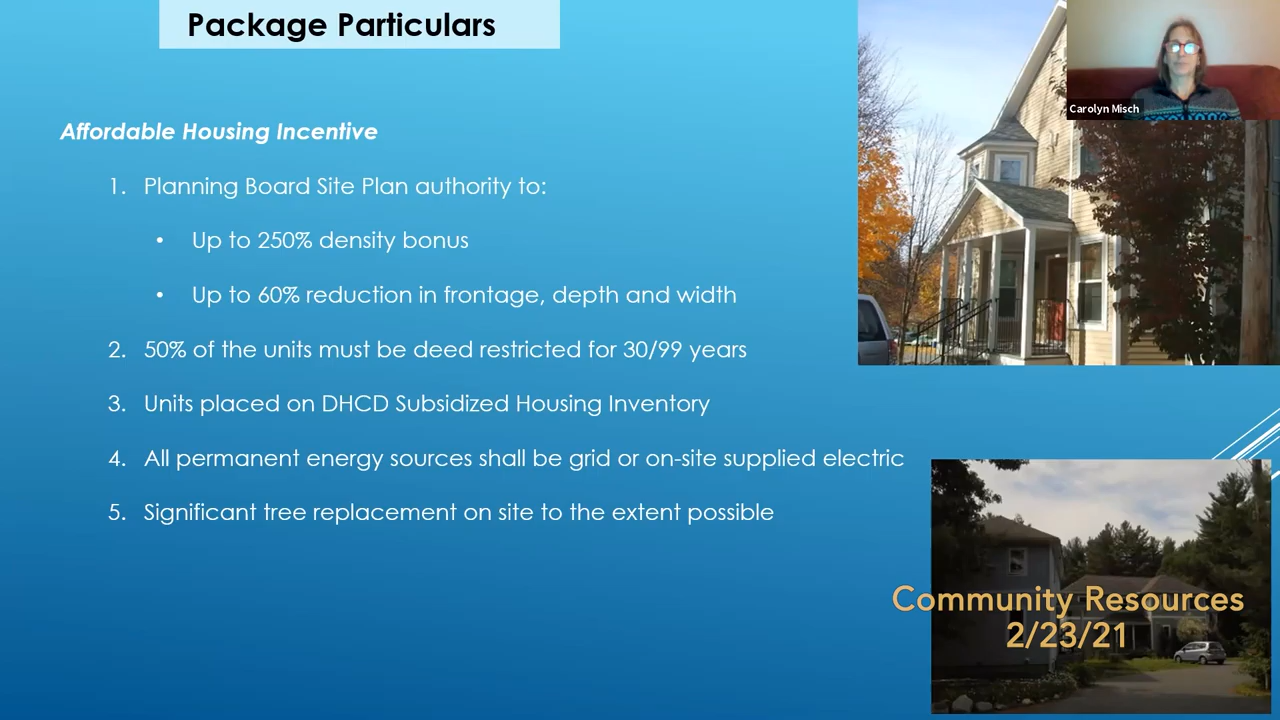 Package Particulars
Carolyn Misch
Affordable Housing Incentive
1. Planning Board Site Plan authority to:
• Up to 250% density bonus
• Up to 60% reduction in frontage, depth and width
2. 50% of the units must be deed restricted for 30/99 years
3. Units placed on DHCD Subsidized Housing Inventory
4. All permanent energy sources shall be grid or on-site supplied electric
5. Significant tree replacement on site to the extent possible
Community Resources
2/23/21